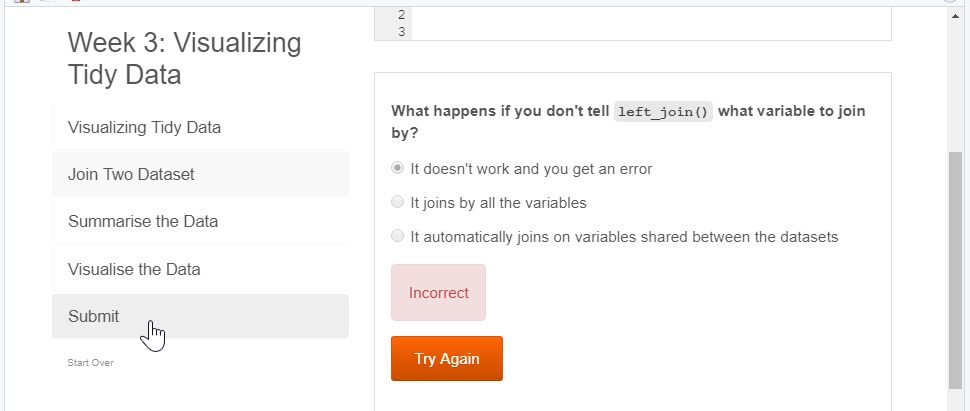 Week 3: Visualizing
Tidy Data
Visualizing Tidy Data
Join Two Dataset
Summarise the Data
Visualise the Data
Submit
Start Over
2
3
What happens if you don't tell left_join() what variable to join
by?
It doesn't work and you get an error
It joins by all the variables
It automatically joins on variables shared between the datasets
Incorrect
Try Again